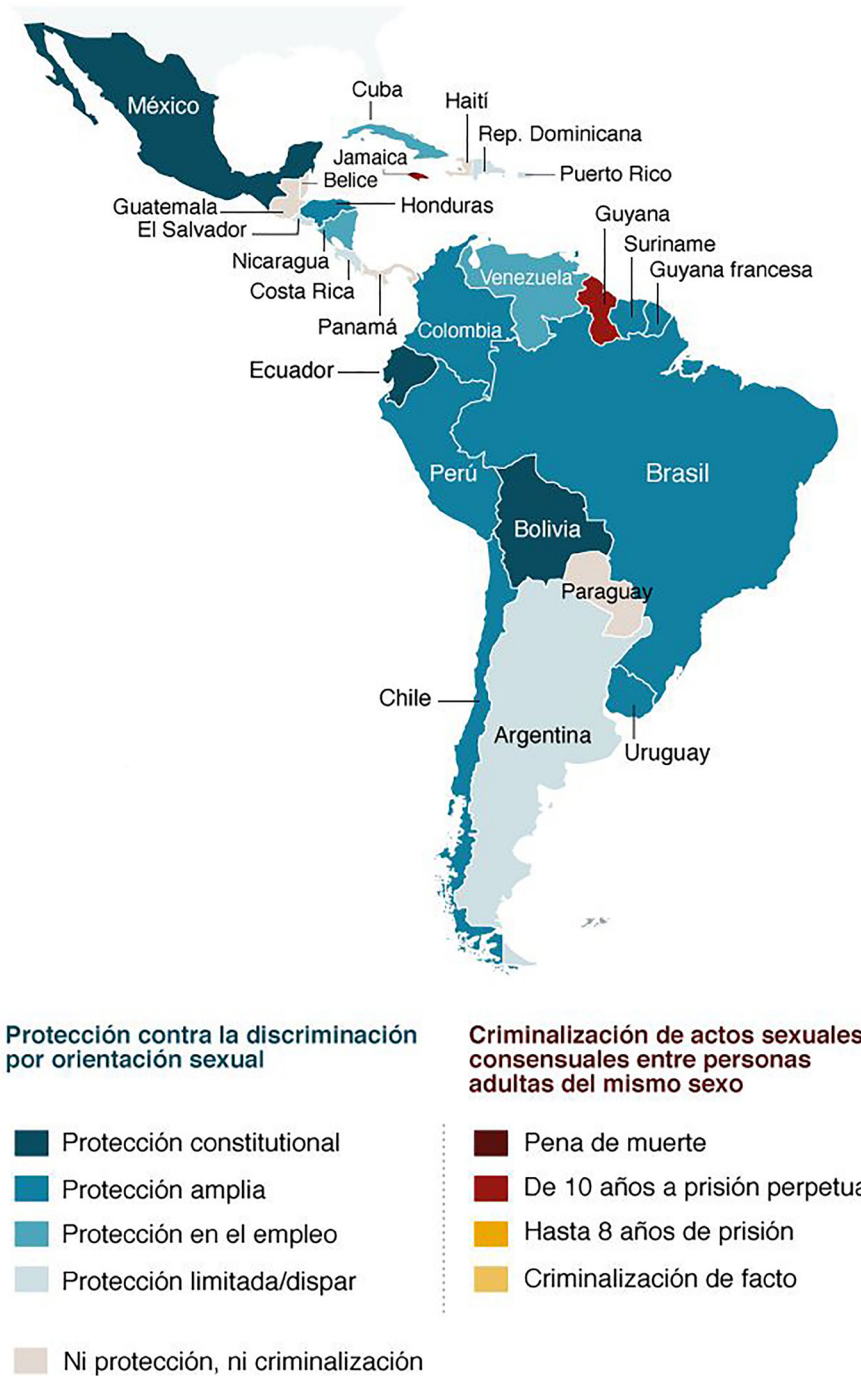 México
Cuba
Haití
Rep. Dominicana
Jamaica
Belice
Puerto Rico
Guatemala
Honduras
Guyana
El Salvador
Suriname
Nicaragua
Venezuela
Guyana francesa
Costa Rica
Panamá
Colombia
Ecuador
Perú
Brasil
Bolivia
Paraguay
Chile
Argentina
Uruguay
Protección contra la discriminación
por orientación sexual
Protección constitutional
Protección amplia
Protección en el empleo
Protección limitada/dispar
Ni protección, ni criminalización
Criminalización de actos sexuales
consensuales entre personas
adultas del mismo sexo
Pena de muerte
De 10 años a prisión perpetua
Hasta 8 años de prisión
Criminalización de facto